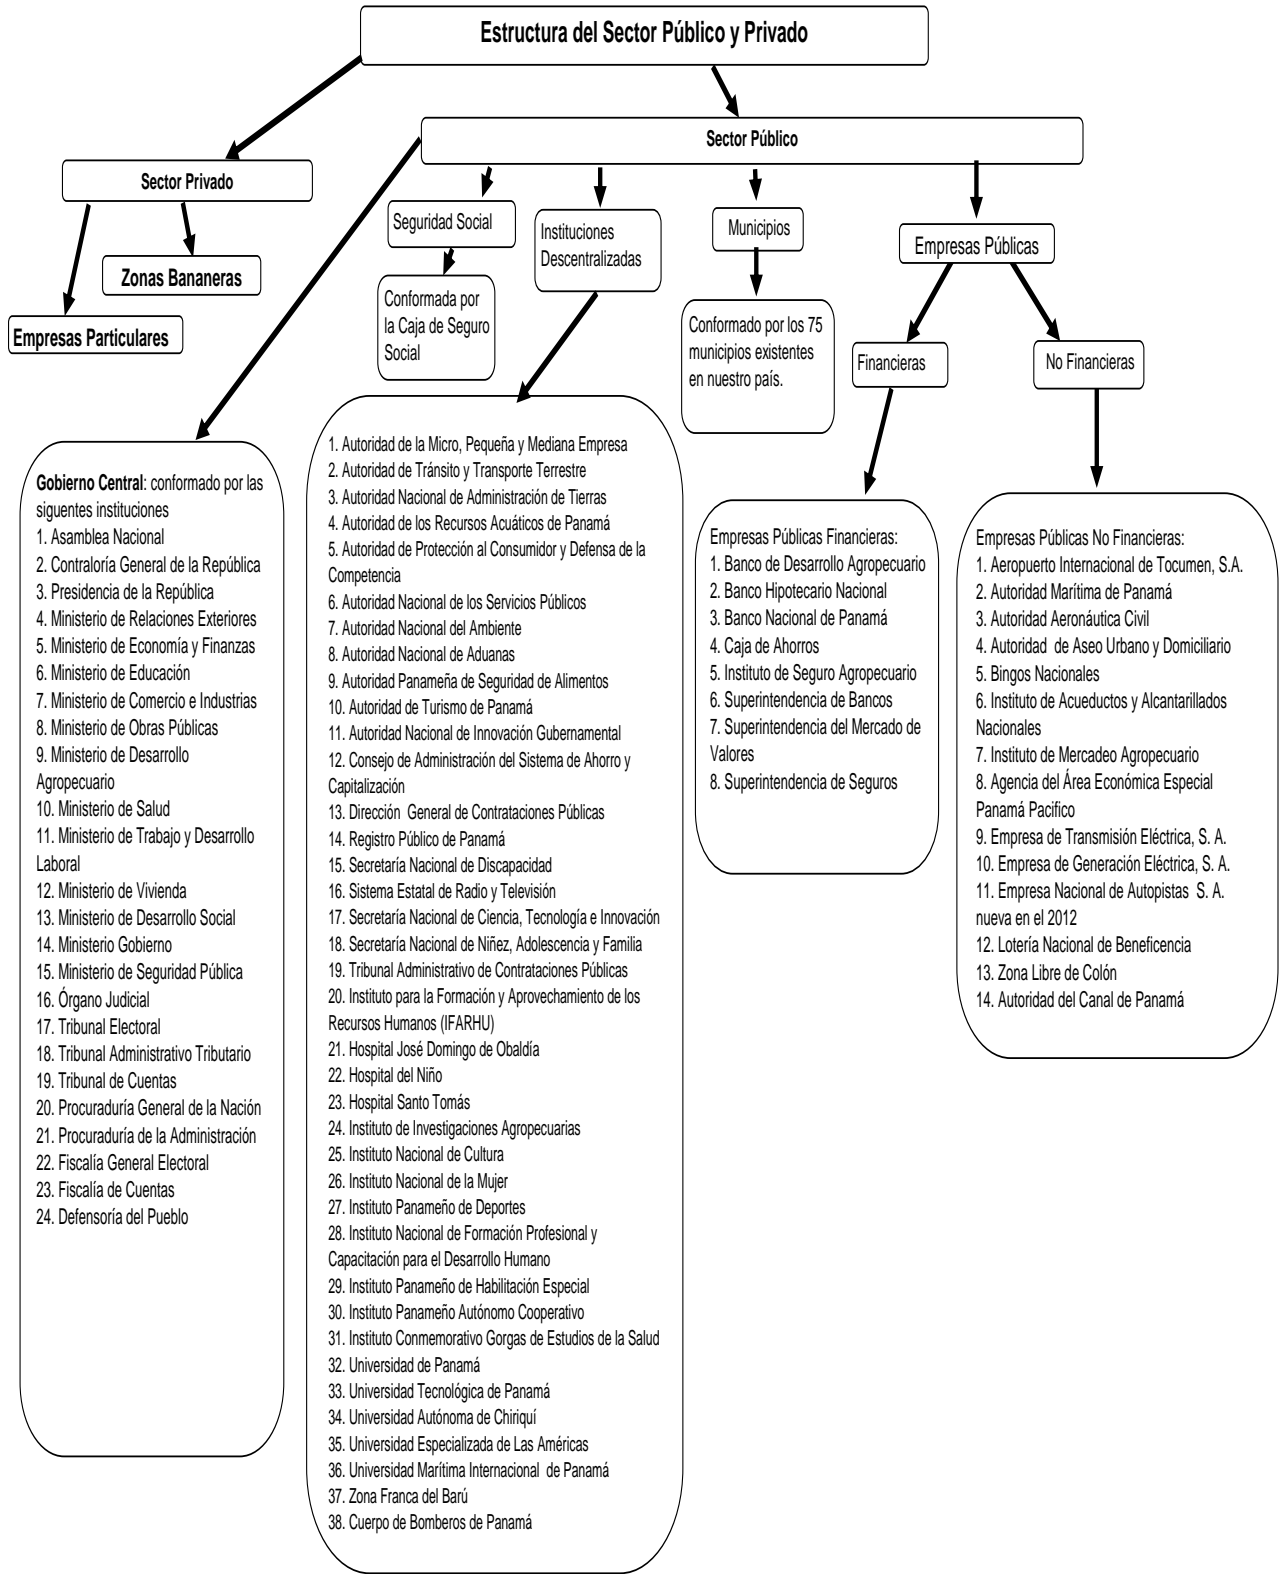 Estructura del Sector Público y Privado
Sector Público
Sector Privado
Seguridad Social
Instituciones
Descentralizadas
Municipios
Empresas Públicas
Zonas Bananeras
Empresas Particulares
Conformada por
la Caja de Seguro
Social
Conformado por los 75
municipios existentes
en nuestro país.
Financieras
No Financieras
Gobierno Central: conformado por las
siguentes instituciones
1. Asamblea Nacional
2. Contraloría General de la República
3. Presidencia de la República
4. Ministerio de Relaciones Exteriores
5. Ministerio de Economía y Finanzas
6. Ministerio de Educación
7. Ministerio de Comercio e Industrias
8. Ministerio de Obras Públicas
9. Ministerio de Desarrollo
Agropecuario
10. Ministerio de Salud
11. Ministerio de Trabajo y Desarrollo
Laboral
12. Ministerio de Vivienda
13. Ministerio de Desarrollo Social
14. Ministerio Gobierno
15. Ministerio de Seguridad Pública
16. Órgano Judicial
17. Tribunal Electoral
18. Tribunal Administrativo Tributario
19. Tribunal de Cuentas
20. Procuraduría General de la Nación
21. Procuraduría de la Administración
22. Fiscalía General Electoral
23. Fiscalía de Cuentas
24. Defensoría del Pueblo
1. Autoridad de la Micro, Pequeña y Mediana Empresa
2. Autoridad de Tránsito y Transporte Terrestre
3. Autoridad Nacional de Administración de Tierras
4. Autoridad de los Recursos Acuáticos de Panamá
5. Autoridad de Protección al Consumidor y Defensa de la
Competencia
6. Autoridad Nacional de los Servicios Públicos
7. Autoridad Nacional del Ambiente
8. Autoridad Nacional de Aduanas
9. Autoridad Panameña de Seguridad de Alimentos
10. Autoridad de Turismo de Panamá
11. Autoridad Nacional de Innovación Gubernamental
12. Consejo de Administración del Sistema de Ahorro y
Capitalización
13. Dirección General de Contrataciones Públicas
14. Registro Público de Panamá
15. Secretaría Nacional de Discapacidad
16. Sistema Estatal de Radio y Televisión
17. Secretaría Nacional de Ciencia, Tecnología e Innovación
18. Secretaría Nacional de Niñez, Adolescencia y Familia
19. Tribunal Administrativo de Contrataciones Públicas
20. Instituto para la Formación y Aprovechamiento de los
Recursos Humanos (IFARHU)
21. Hospital José Domingo de Obaldía
22. Hospital del Niño
23. Hospital Santo Tomás
24. Instituto de Investigaciones Agropecuarias
25. Instituto Nacional de Cultura
26. Instituto Nacional de la Mujer
27. Instituto Panameño de Deportes
28. Instituto Nacional de Formación Profesional y
Capacitación para el Desarrollo Humano
29. Instituto Panameño de Habilitación Especial
30. Instituto Panameño Autónomo Cooperativo
31. Instituto Conmemorativo Gorgas de Estudios de la Salud
32. Universidad de Panamá
33. Universidad Tecnológica de Panamá
34. Universidad Autónoma de Chiriquí
35. Universidad Especializada de Las Américas
36. Universidad Marítima Internacional de Panamá
37. Zona Franca del Barú
38. Cuerpo de Bomberos de Panamá
Empresas Públicas Financieras:
1. Banco de Desarrollo Agropecuario
2. Banco Hipotecario Nacional
3. Banco Nacional de Panamá
4. Caja de Ahorros
5. Instituto de Seguro Agropecuario
6. Superintendencia de Bancos
7. Superintendencia del Mercado de
Valores
8. Superintendencia de Seguros
Empresas Públicas No Financieras:
1. Aeropuerto Internacional de Tocumen, S.A.
2. Autoridad Marítima de Panamá
3. Autoridad Aeronáutica Civil
4. Autoridad de Aseo Urbano y Domiciliario
5. Bingos Nacionales
6. Instituto de Acueductos y Alcantarillados
Nacionales
7. Instituto de Mercadeo Agropecuario
8. Agencia del Área Económica Especial
Panamá Pacifico
9. Empresa de Transmisión Eléctrica, S. A.
10. Empresa de Generación Eléctrica, S. A.
11. Empresa Nacional de Autopistas S. A.
nueva en el 2012
12. Lotería Nacional de Beneficencia
13. Zona Libre de Colón
14. Autoridad del Canal de Panamá